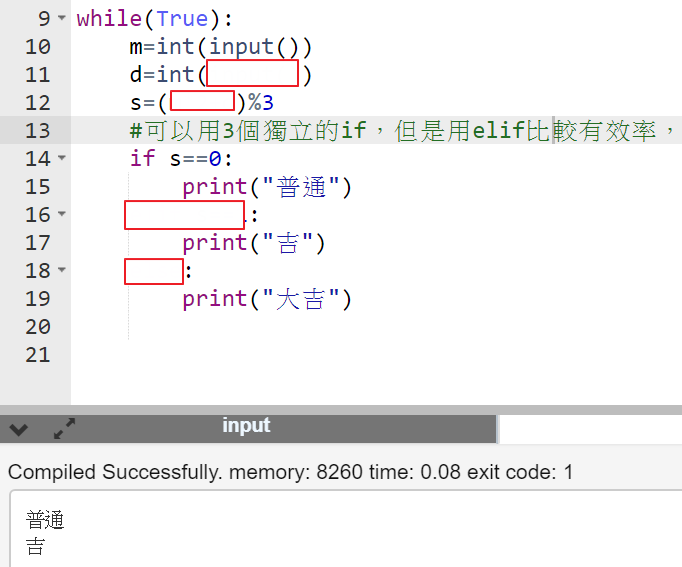 9 while(True):
10 m=int(input())
11 d=int( )
12 s=( )%3
13 #可以用3個獨立的if，但是用elif比較有效率，
14 if s==0:
15 print("普通")
16 :
17 print("吉")
18 :
19 print("大吉")
20
21
input
Compiled Successfully. memory: 8260 time: 0.08 exit code: 1
普通
吉